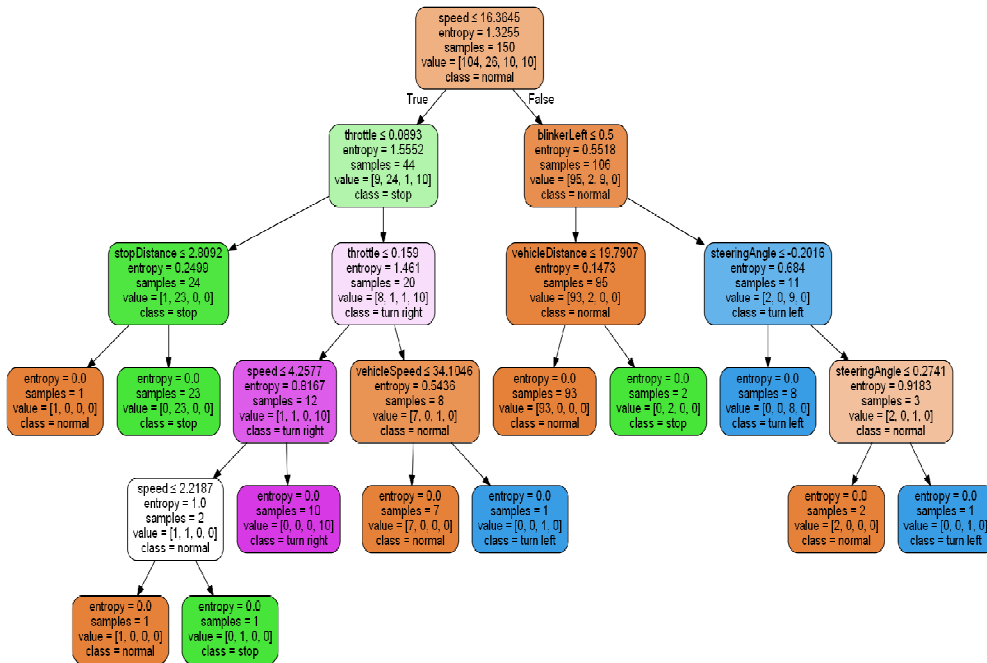 speed ≤ 16.3645
entropy = 1.3255
samples = 150
value = [104, 26, 10, 10]
class = normal
True
False
throttle ≤ 0.0893
entropy = 1.5552
samples = 44
value = [9, 24, 1, 10]
class = stop
blinkerLeft ≤ 0.5
entropy = 0.5518
samples = 106
value = [95, 2, 9, 0]
class = normal
stopDistance ≤ 2.8092
entropy = 0.2499
samples = 24
value = [1, 23, 0, 0]
class = stop
throttle ≤ 0.159
entropy = 1.461
samples = 20
value = [8, 1, 1, 10]
class = turn right
vehicleDistance ≤ 19.7907
entropy = 0.1473
samples = 95
value = [93, 2, 0, 0]
class = normal
steeringAngle ≤ -0.2016
entropy = 0.684
samples = 11
value = [2, 0, 9, 0]
class = turn left
entropy = 0.0
samples = 1
value = [1, 0, 0, 0]
class = normal
entropy = 0.0
samples = 23
value = [0, 23, 0, 0]
class = stop
speed ≤ 4.2577
entropy = 0.8167
samples = 12
value = [1, 1, 0, 10]
class = turn right
vehicleSpeed ≤ 34.1046
entropy = 0.5436
samples = 8
value = [7, 0, 1, 0]
class = normal
entropy = 0.0
samples = 93
value = [93, 0, 0, 0]
class = normal
entropy = 0.0
samples = 2
value = [0, 2, 0, 0]
class = stop
entropy = 0.0
samples = 8
value = [0, 0, 8, 0]
class = turn left
steeringAngle ≤ 0.2741
entropy = 0.9183
samples = 3
value = [2, 0, 1, 0]
class = normal
speed ≤ 2.2187
entropy = 1.0
samples = 2
value = [1, 1, 0, 0]
class = normal
entropy = 0.0
samples = 10
value = [0, 0, 0, 10]
class = turn right
entropy = 0.0
samples = 7
value = [7, 0, 0, 0]
class = normal
entropy = 0.0
samples = 1
value = [0, 0, 1, 0]
class = turn left
entropy = 0.0
samples = 2
value = [2, 0, 0, 0]
class = normal
entropy = 0.0
samples = 1
value = [0, 0, 1, 0]
class = turn left
entropy = 0.0
samples = 1
value = [1, 0, 0, 0]
class = normal
entropy = 0.0
samples = 1
value = [0, 1, 0, 0]
class = stop